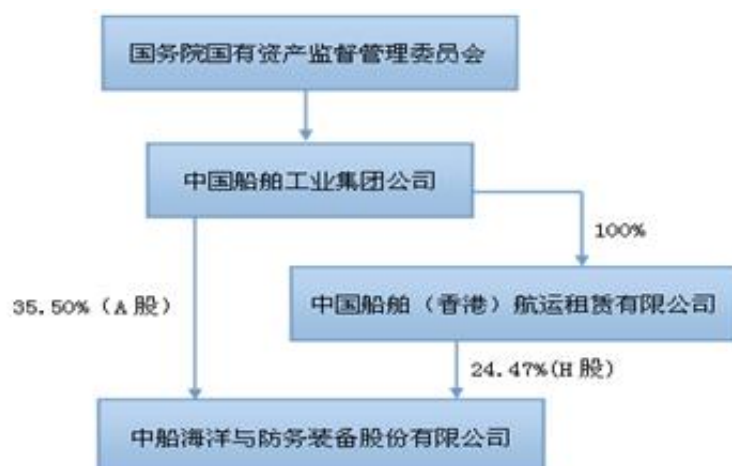 国务院国有资产监督管理委员会
中国船舶工业集团公司
100%
35.50%（A 股）
中国船舶（香港）航运租赁有限公司
24.47%(H 股)
中船海洋与防务装备股份有限公司